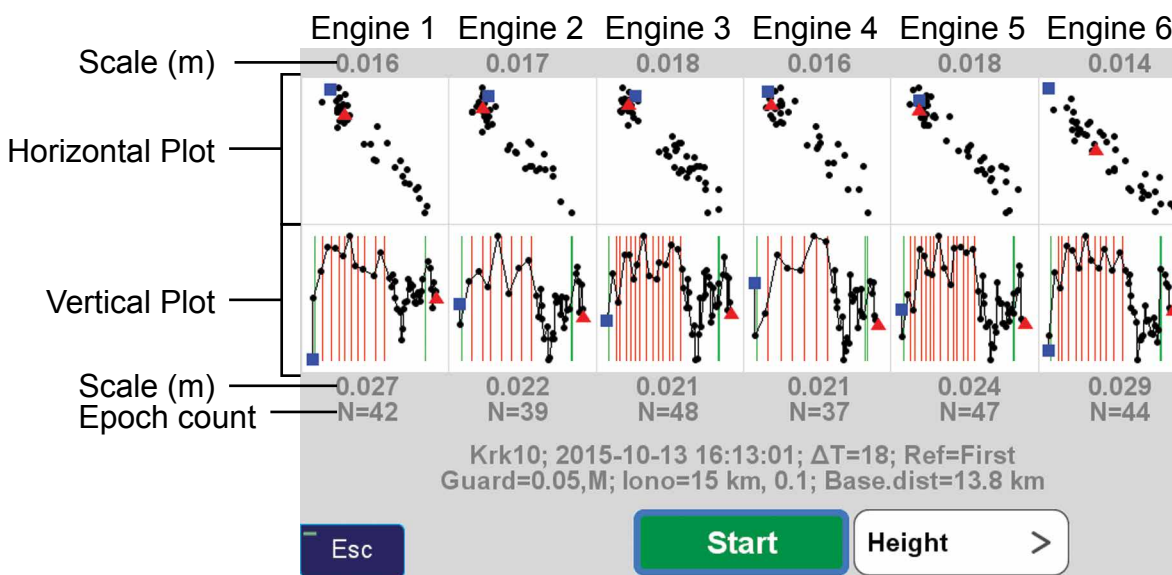 Engine 1 Engine 2 Engine 3 Engine 4 Engine 5 Engine 6
Scale (m) 0.016 0.017 0.018 0.016 0.018 0.014
Horizontal Plot
Vertical Plot
Scale (m) 0.027 0.022 0.021 0.021 0.024 0.029
Epoch count N=42 N=39 N=48 N=37 N=47 N=44
Krk10; 2015-10-13 16:13:01; ΔT=18; Ref=First
Guard=0.05,M; Iono=15 km, 0.1; Base.dist=13.8 km
Esc Start Height >